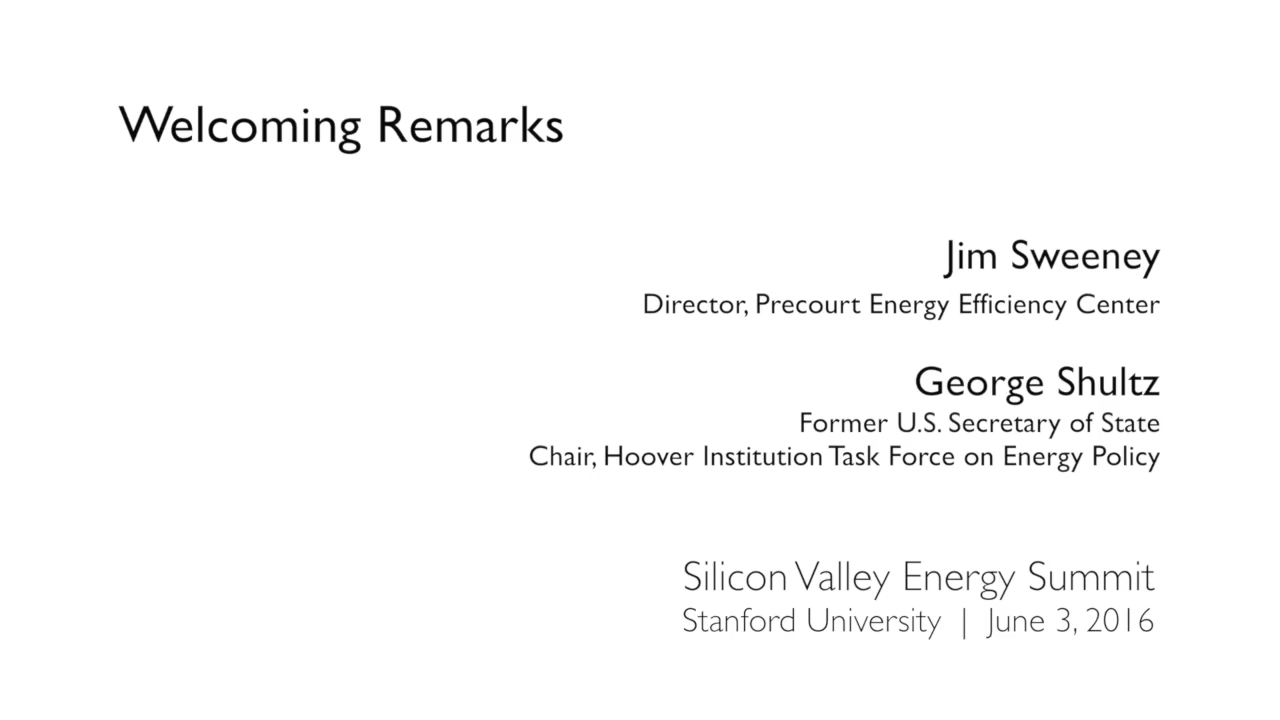 Welcoming Remarks
Jim Sweeney
Director, Precourt Energy Efficiency Center
George Shultz
Former U.S. Secretary of State
Chair, Hoover Institution Task Force on Energy Policy
Silicon Valley Energy Summit
Stanford University | June 3, 2016